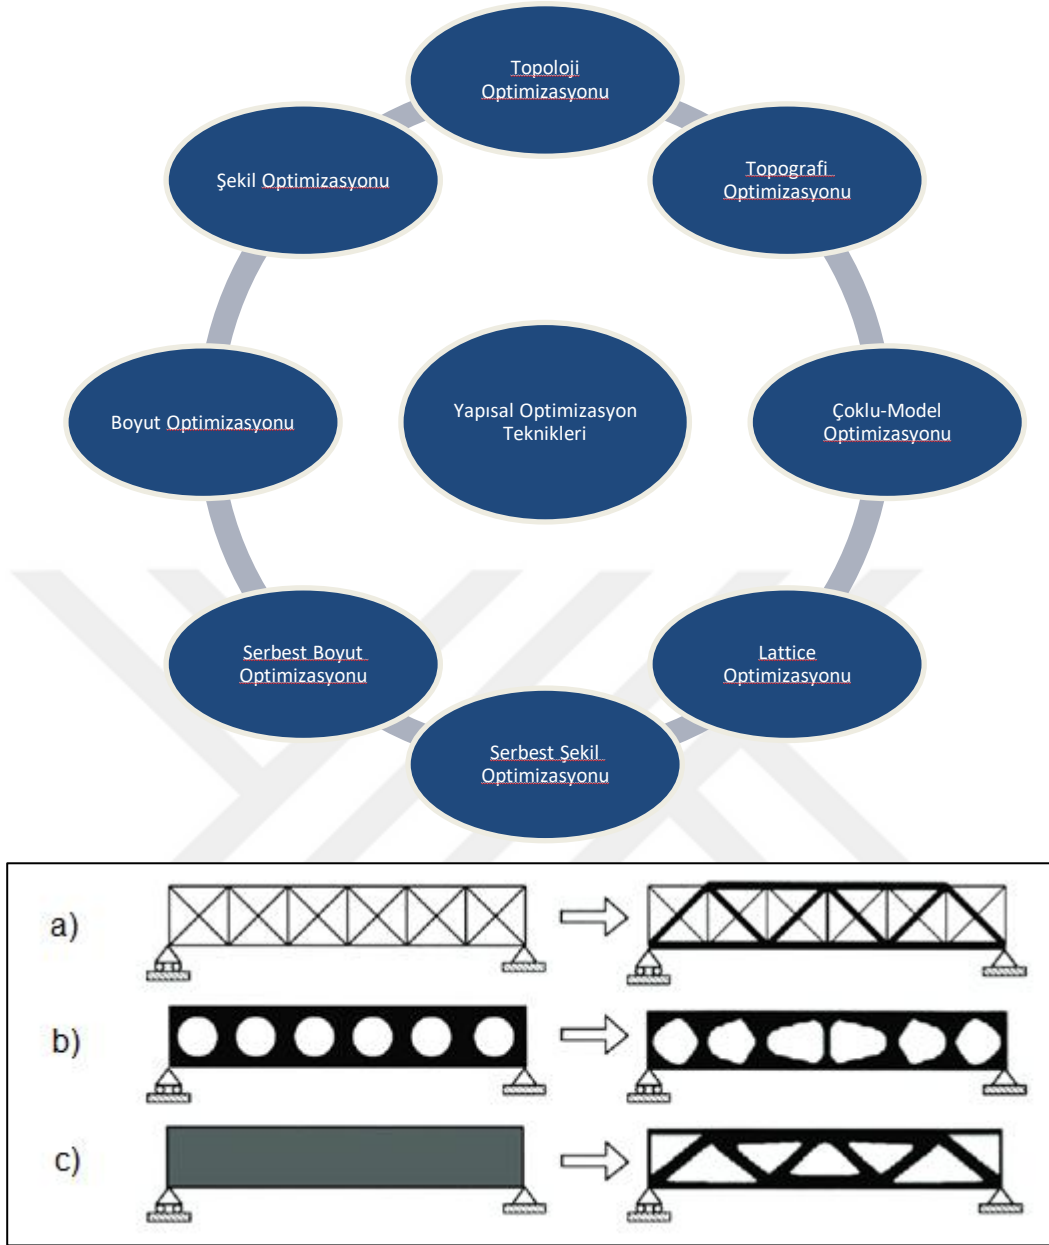 Topoloji
Optimizasyonu
Şekil Optimizasyonu
Topografi
Optimizasyonu
Boyut Optimizasyonu
Yapısal Optimizasyon
Teknikleri
Çoklu-Model
Optimizasyonu
Serbest Boyut
Optimizasyonu
Lattice
Optimizasyonu
Serbest Şekil
Optimizasyonu
a)
b)
c)